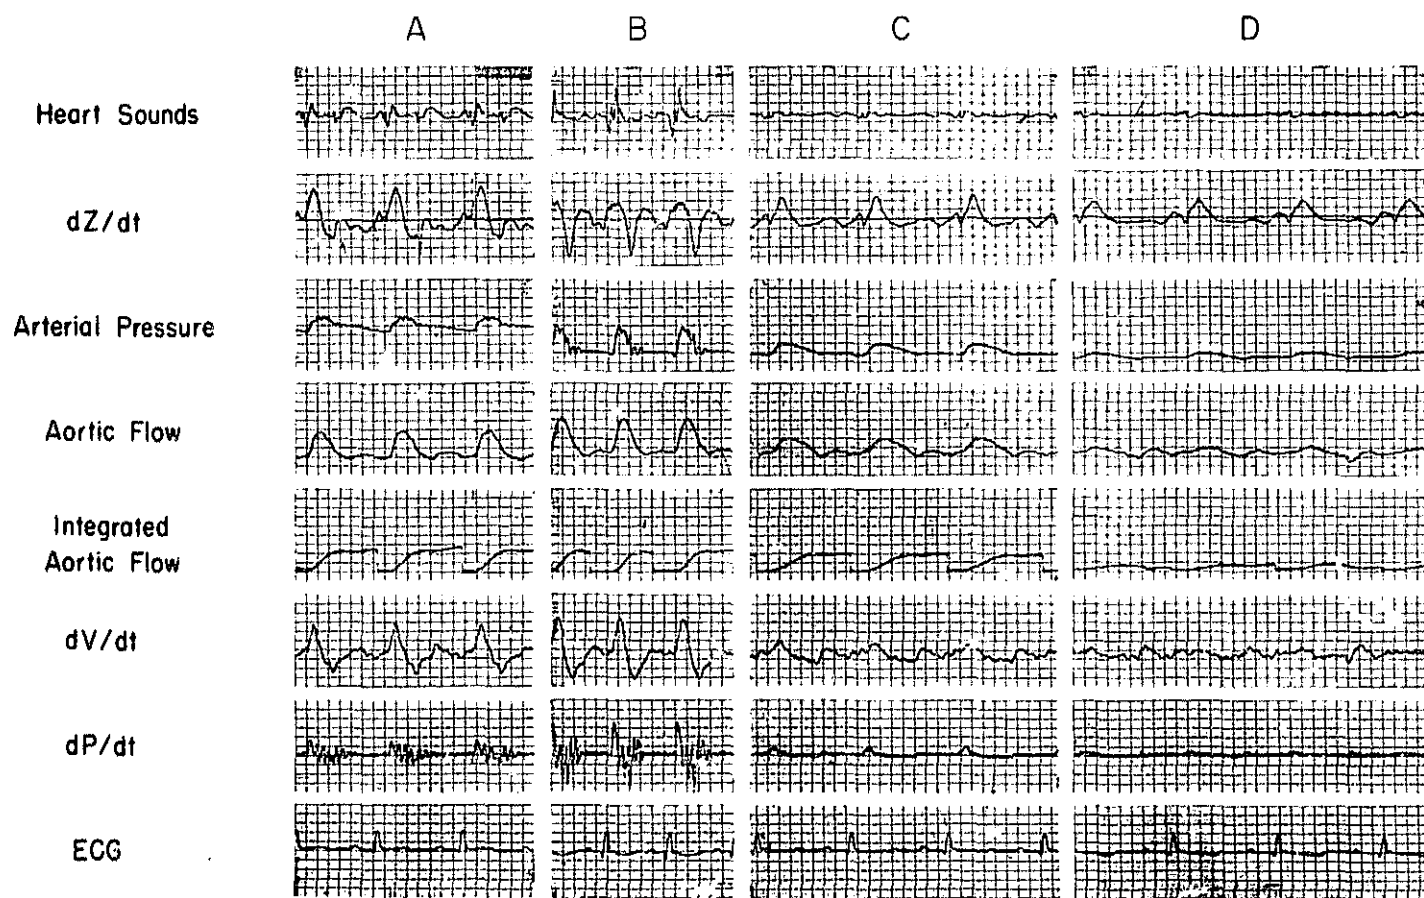 A B C D
Heart Sounds
dZ/dt
Arterial Pressure
Aortic Flow
Integrated
Aortic Flow
dV/dt
dP/dt
ECG